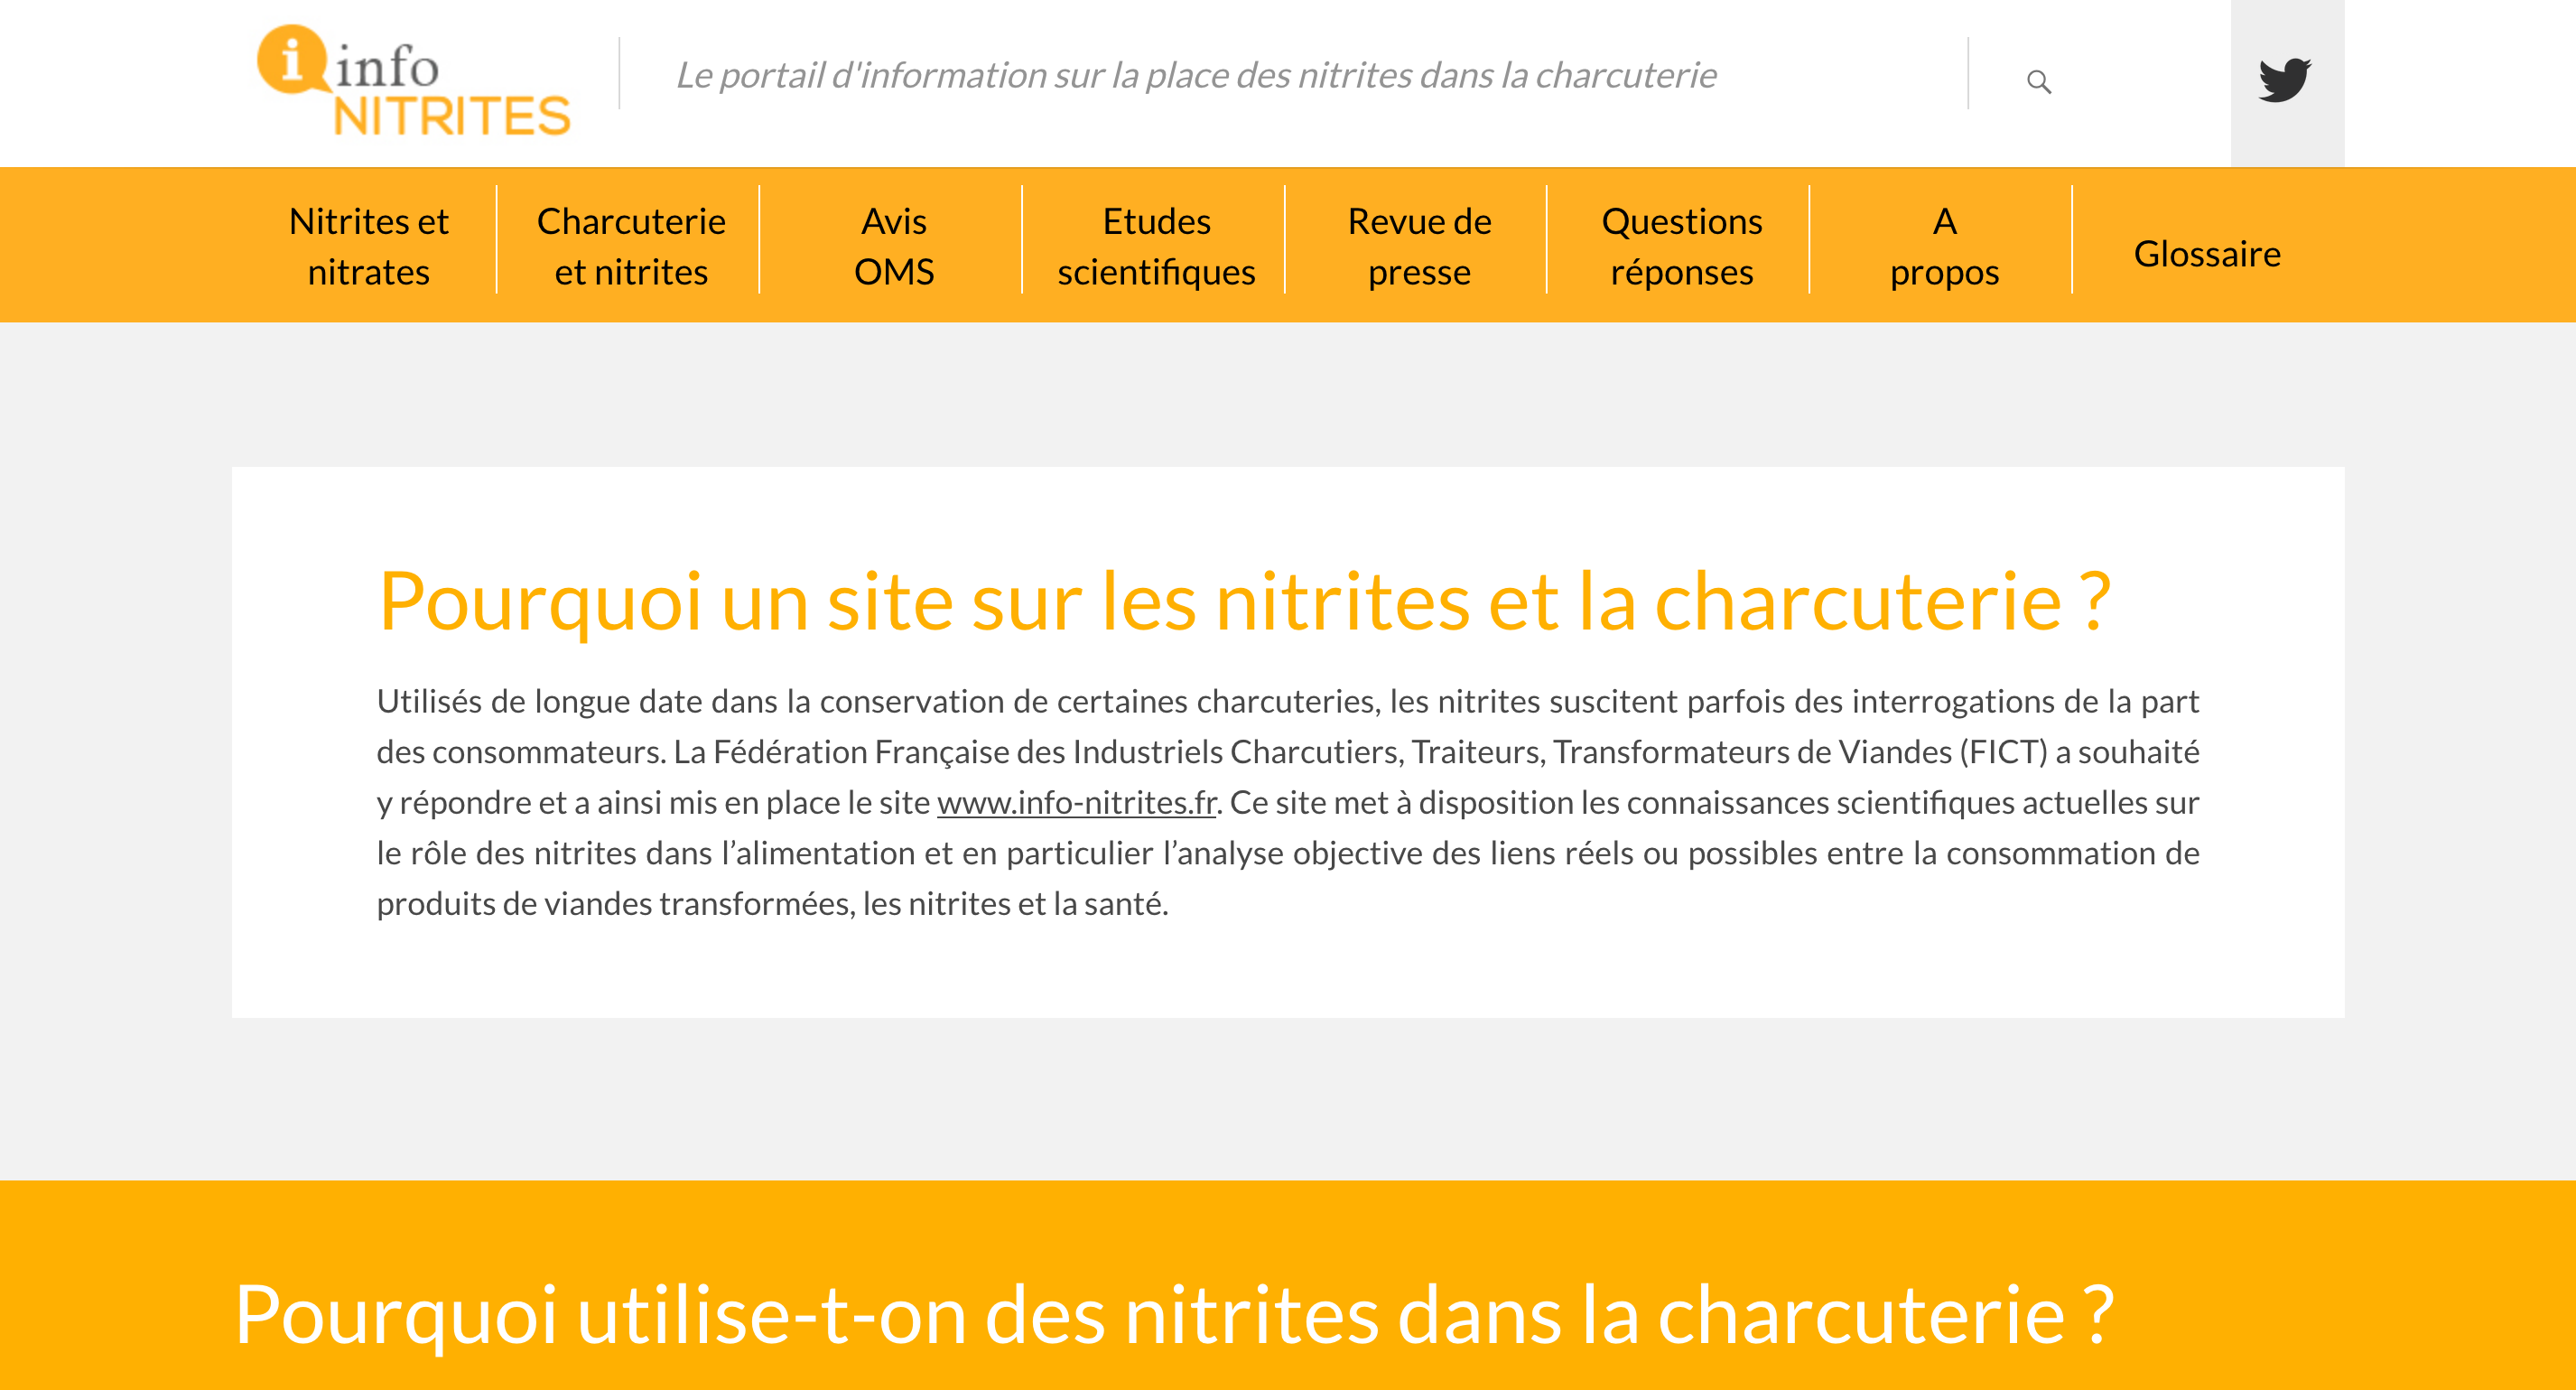 i info
NITRITES
Le portail d'information sur la place des nitrites dans la charcuterie
Nitrites et
nitrates
Charcuterie
et nitrites
Avis
OMS
Etudes
scientifiques
Revue de
presse
Questions
réponses
A
propos
Glossaire
Pourquoi un site sur les nitrites et la charcuterie ?
Utilisés de longue date dans la conservation de certaines charcuteries, les nitrites suscitent parfois des interrogations de la part
des consommateurs. La Fédération Française des Industriels Charcutiers, Traiteurs, Transformateurs de Viandes (FICT) a souhaité
y répondre et a ainsi mis en place le site www.info-nitrites.fr. Ce site met à disposition les connaissances scientifiques actuelles sur
le rôle des nitrites dans l’alimentation et en particulier l’analyse objective des liens réels ou possibles entre la consommation de
produits de viandes transformées, les nitrites et la santé.
Pourquoi utilise-t-on des nitrites dans la charcuterie ?